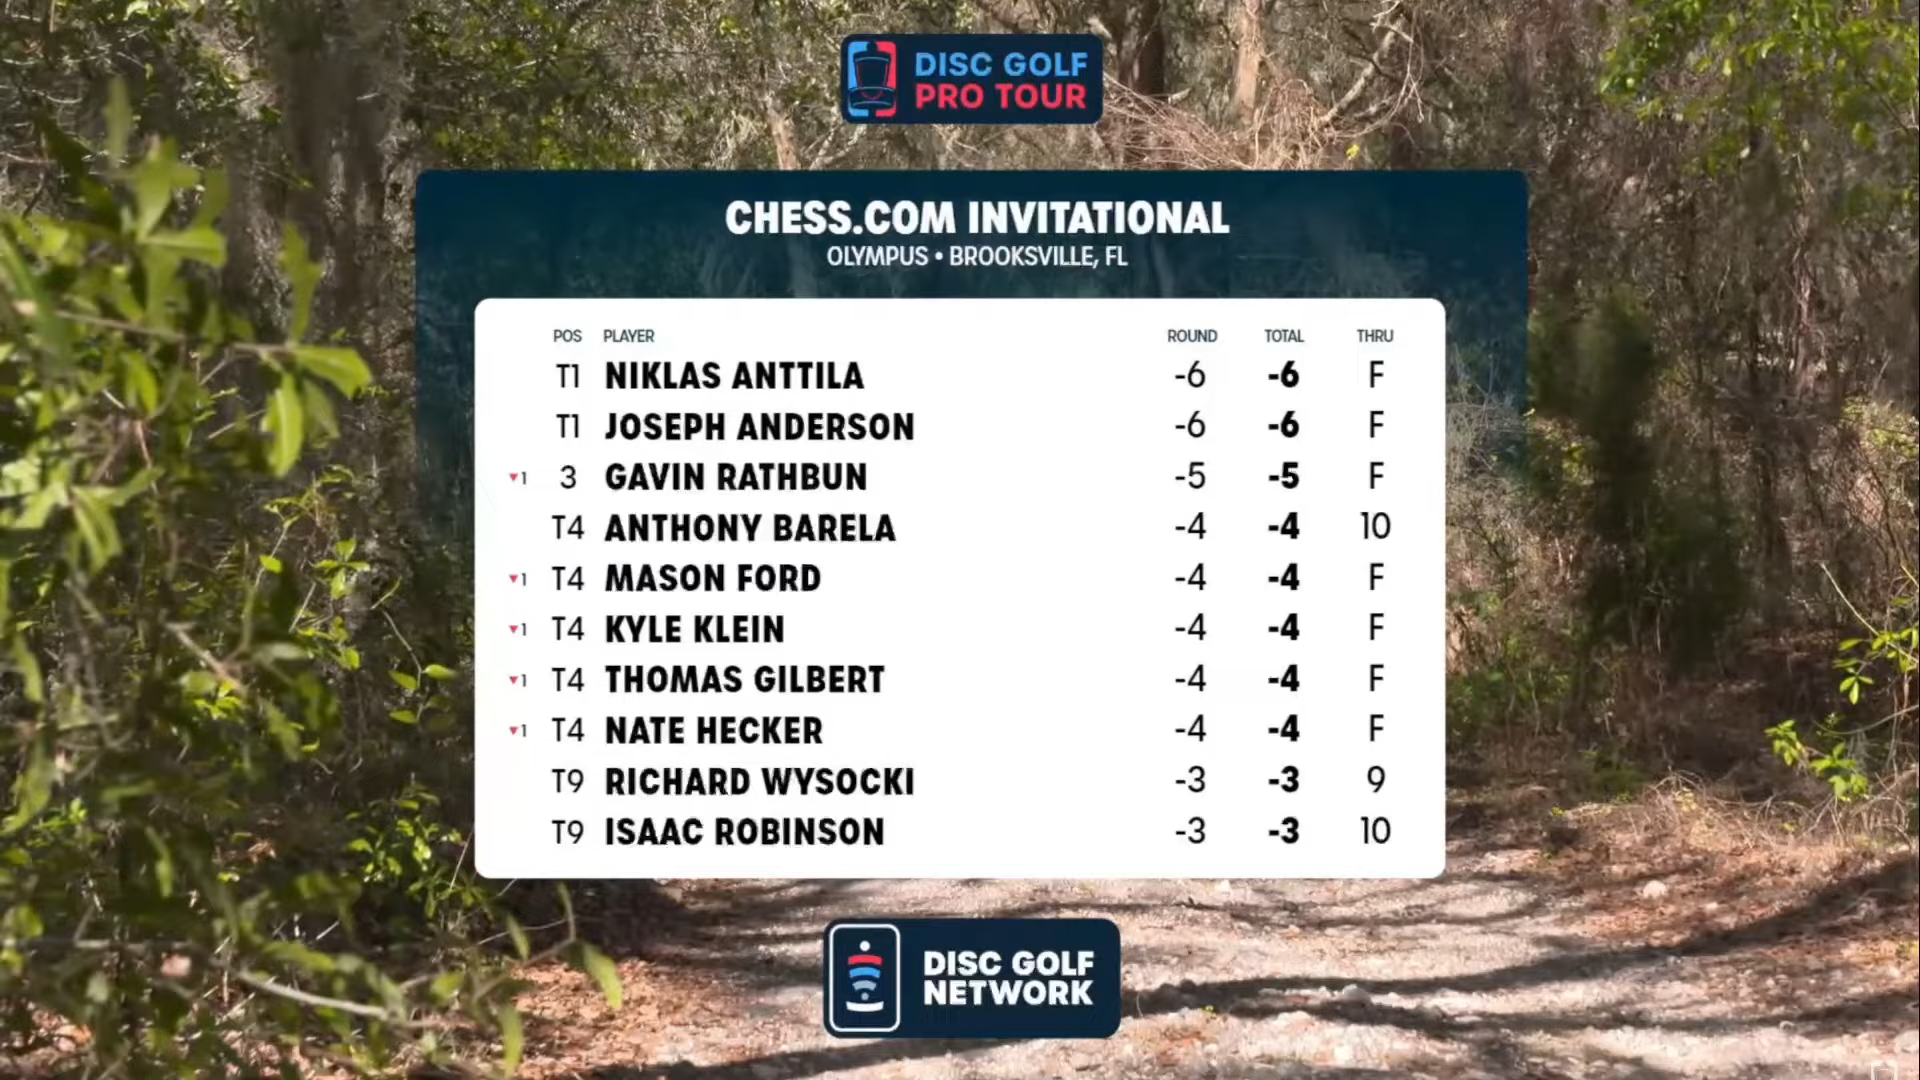 DISC GOLF
PRO TOUR
CHESS.COM INVITATIONAL
OLYMPUS • BROOKSVILLE, FL
POS PLAYER ROUND TOTAL THRU
T1 NIKLAS ANTTILA -6 -6 F
T1 JOSEPH ANDERSON -6 -6 F
▼1 3 GAVIN RATHBUN -5 -5 F
T4 ANTHONY BARELA -4 -4 10
▼1 T4 MASON FORD -4 -4 F
▼1 T4 KYLE KLEIN -4 -4 F
▼1 T4 THOMAS GILBERT -4 -4 F
▼1 T4 NATE HECKER -4 -4 F
T9 RICHARD WYSOCKI -3 -3 9
T9 ISAAC ROBINSON -3 -3 10
DISC GOLF
NETWORK